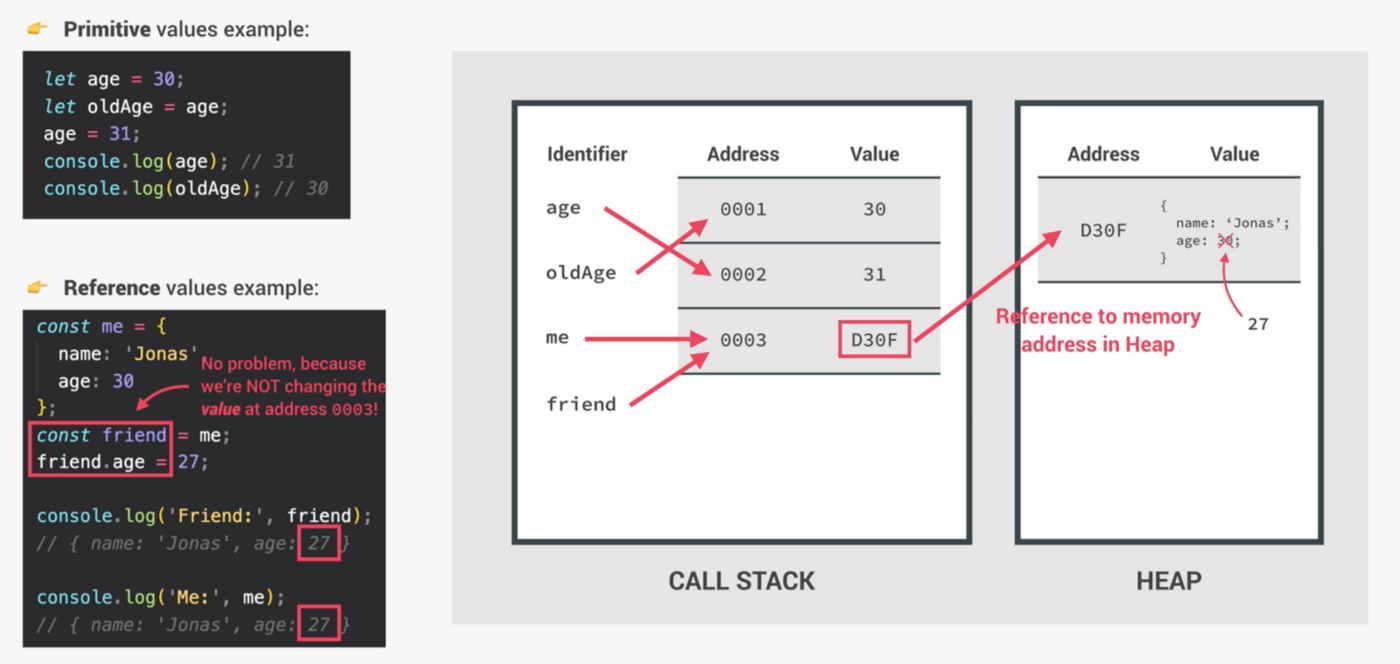 👉 Primitive values example:
let age = 30;
let oldAge = age;
age = 31;
console.log(age); // 31
console.log(oldAge); // 30
👉 Reference values example:
const me = {
name: 'Jonas',
age: 30
};
No problem, because
we're NOT changing the
value at address 0003!
const friend = me;
friend.age = 27;
console.log('Friend:', friend);
// { name: 'Jonas', age: 27 }
console.log('Me:', me);
// { name: 'Jonas', age: 27 }
Identifier Address Value
age 0001 30
oldAge 0002 31
me 0003 D30F
friend
CALL STACK
Address Value
D30F
{
name: ‘Jonas’;
age: 30;
}
27
Reference to memory
address in Heap
HEAP